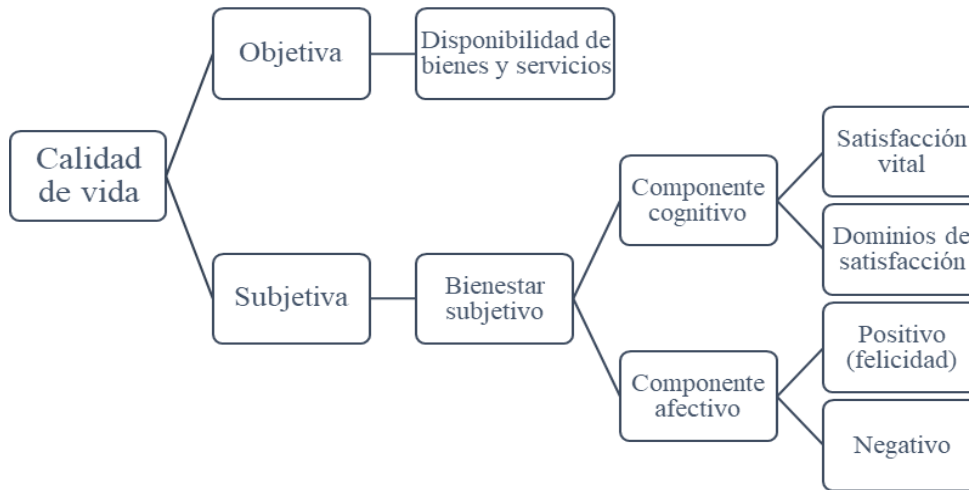 Calidad
de vida
Objetiva
Disponibilidad de
bienes y servicios
Subjetiva
Bienestar
subjetivo
Componente
cognitivo
Satisfacción
vital
Dominios de
satisfacción
Componente
afectivo
Positivo
(felicidad)
Negativo